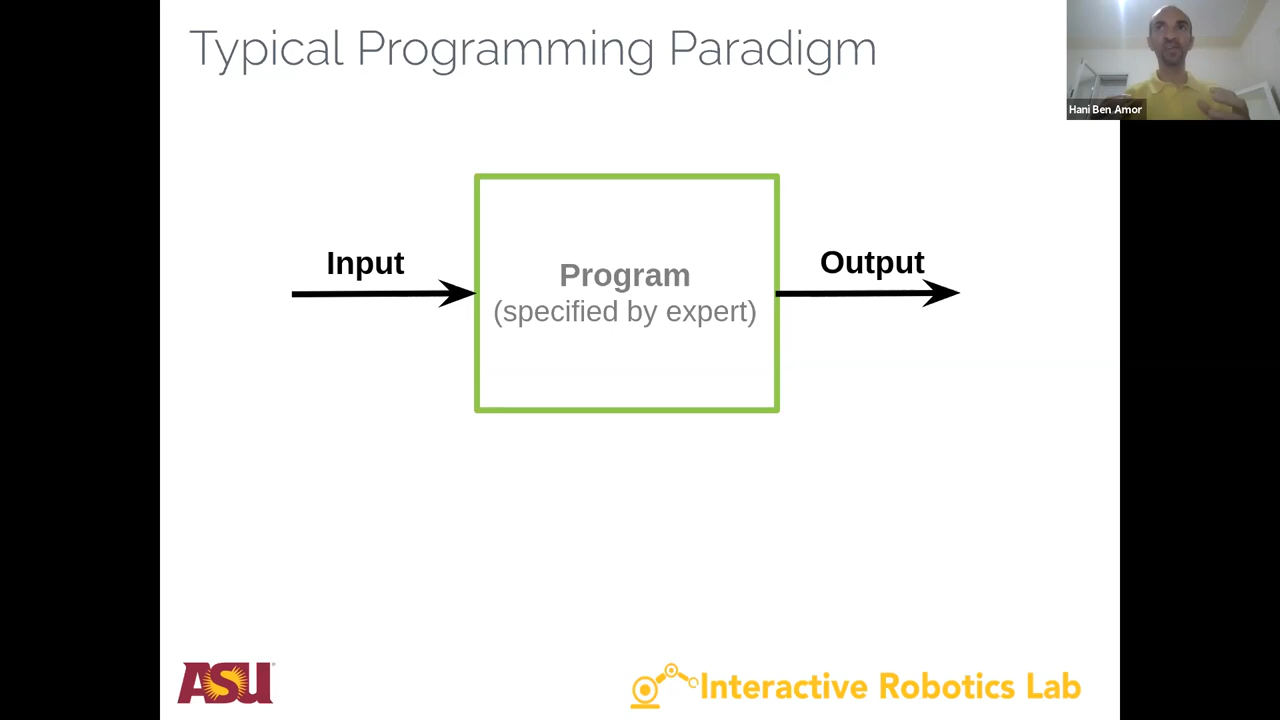 Typical Programming Paradigm
Hani Ben Amor
Input
Program
(specified by expert)
Output
ASU
Interactive Robotics Lab